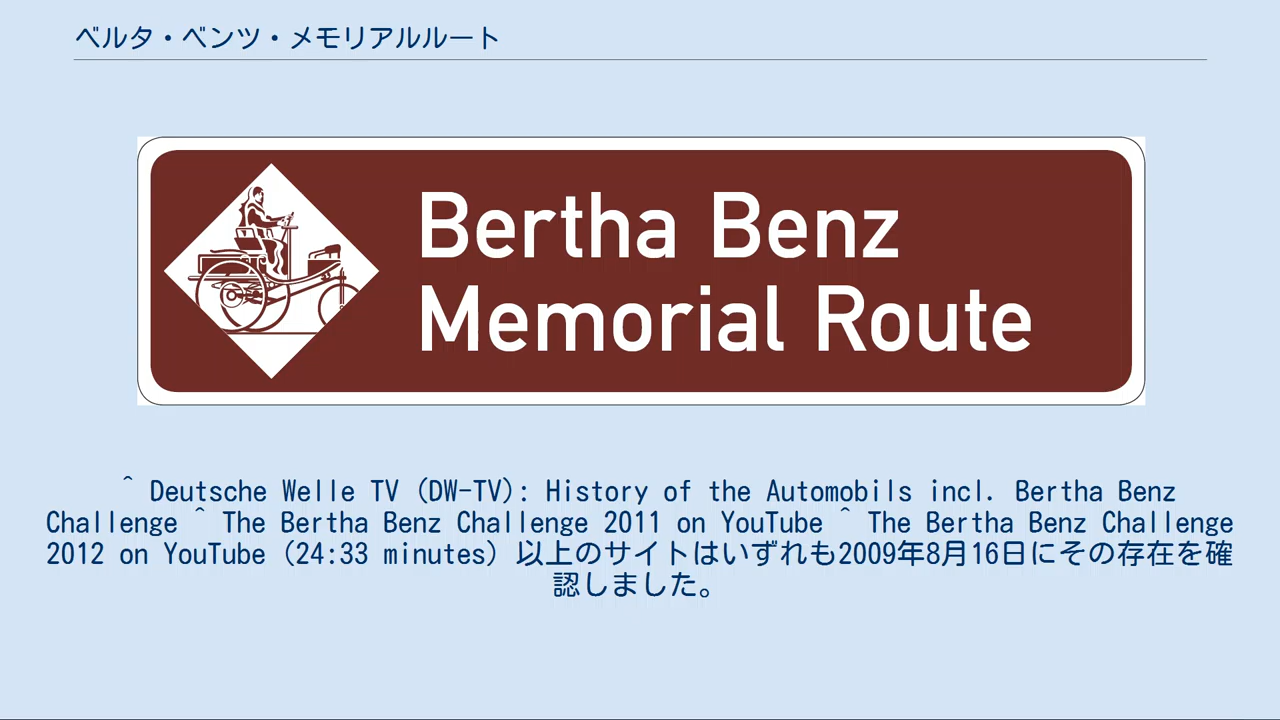 ベルタ・ベンツ・メモリアルルート
Bertha Benz
Memorial Route
^ Deutsche Welle TV (DW-TV): History of the Automobils incl. Bertha Benz
Challenge ^ The Bertha Benz Challenge 2011 on YouTube ^ The Bertha Benz Challenge
2012 on YouTube (24:33 minutes) 以上のサイトはいずれも2009年8月16日にその存在を確
認しました。